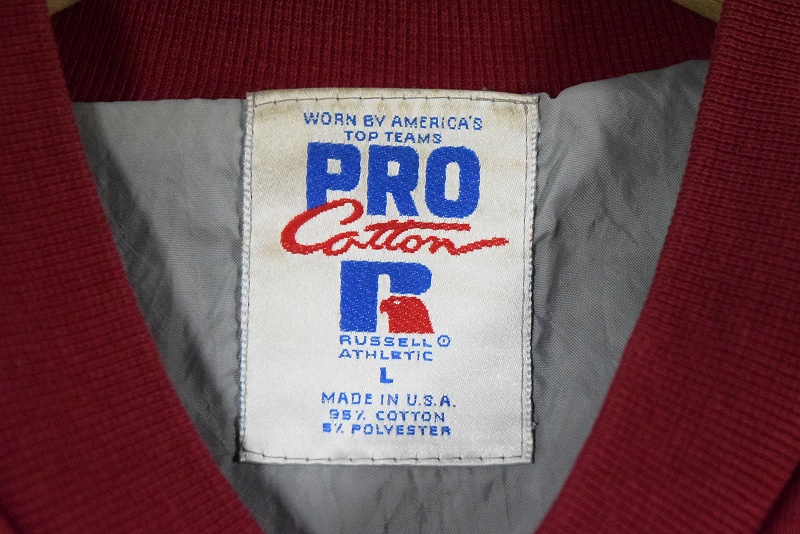 WORN BY AMERICA'S
TOP TEAMS
PRO
Cotton
R
RUSSELL ®
ATHLETIC
L
MADE IN U.S.A.
95% COTTON
5% POLYESTER